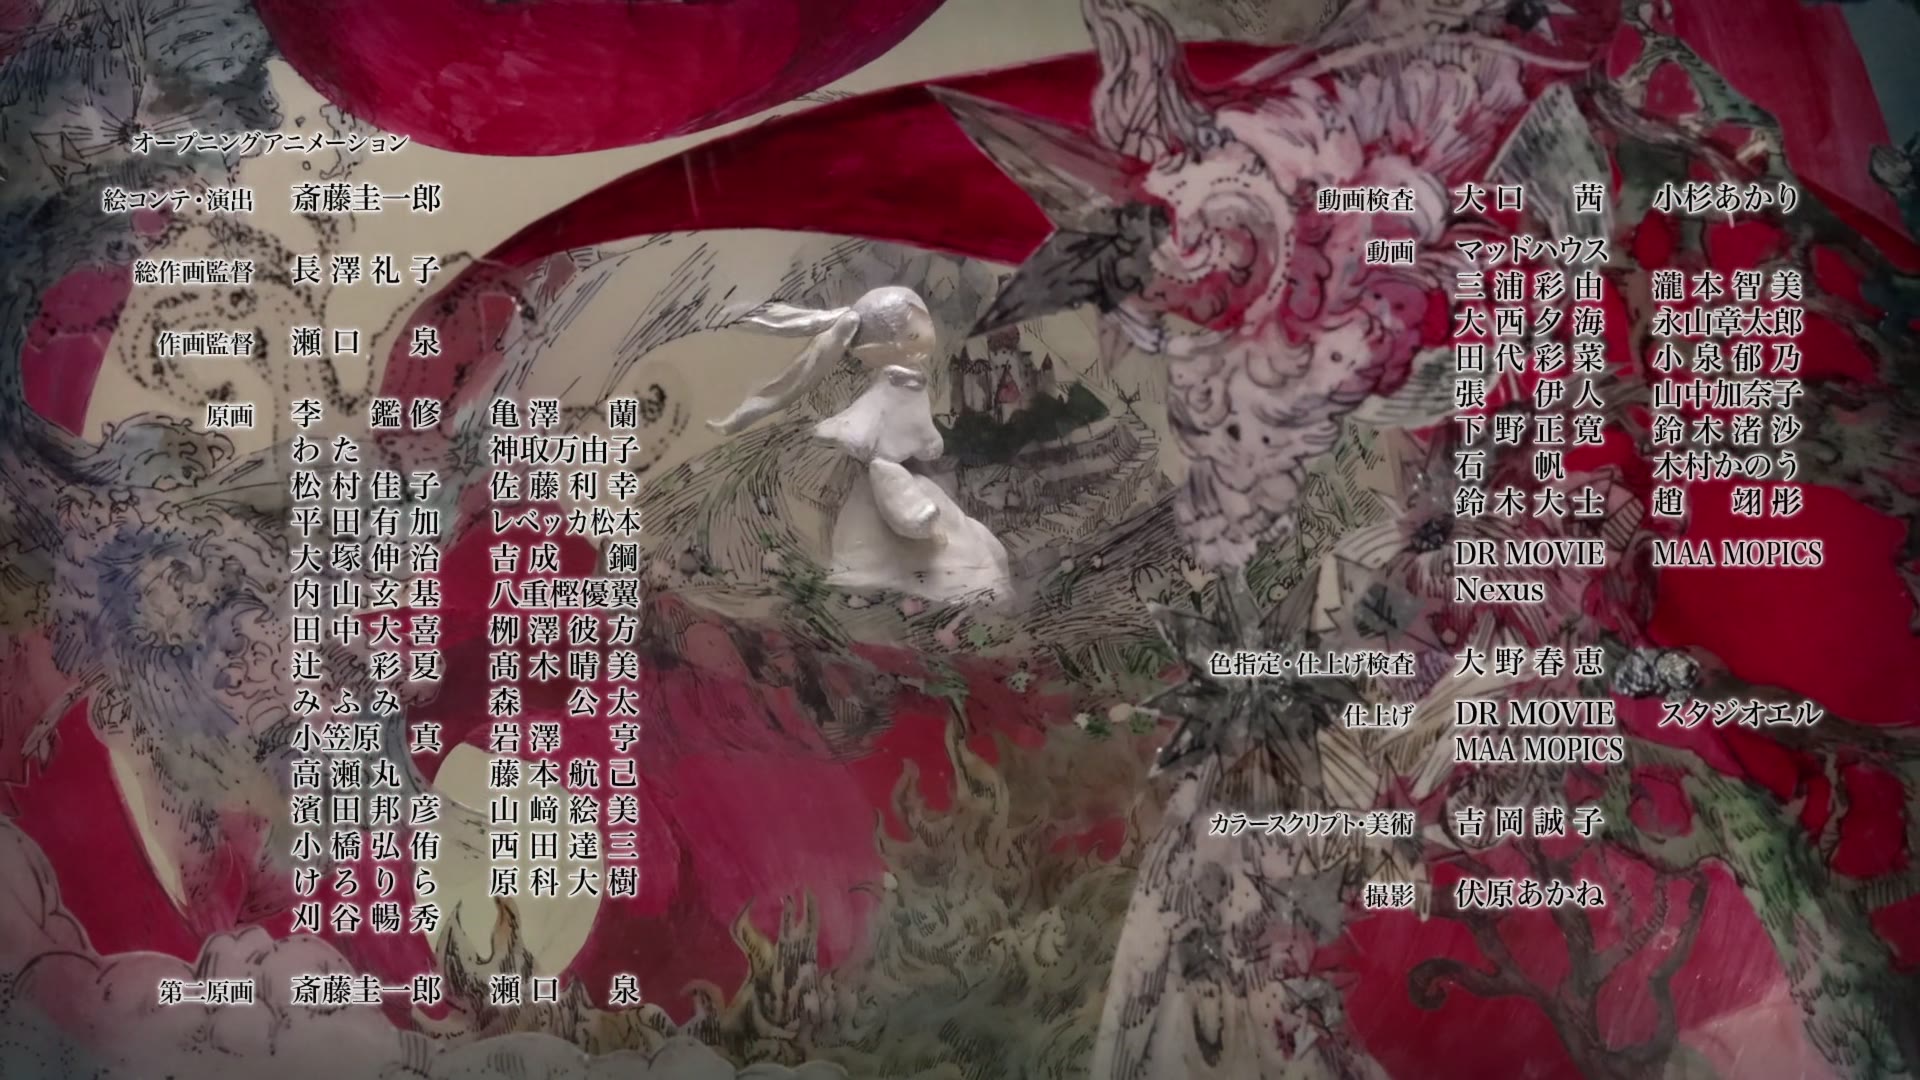 オープニングアニメーション
絵コンテ・演出 斎藤圭一郎
総作画監督 長澤礼子
作画監督 瀬口泉
原画 李鑑修 亀澤蘭
わた 神取万由子
松村佳子 佐藤利幸
平田有加 レベッカ松本
大塚伸治 吉成鋼
内山玄基 八重樫優翼
田中大喜 栁澤彼方
辻彩夏 髙木晴美
みふみ 森公太
小笠原真 岩澤亨
高瀬丸 藤本航己
濱田邦彦 山﨑絵美
小橋弘侑 西田達三
けろりら 原科大樹
刈谷暢秀
第二原画 斎藤圭一郎 瀬口泉
動画検査 大口茜 小杉あかり
動画 マッドハウス
三浦彩由 瀧本智美
大西夕海 永山章太郎
田代彩菜 小泉郁乃
張伊人 山中加奈子
下野正寛 鈴木渚沙
石帆 木村かのう
鈴木大士 趙翊彤
DR MOVIE MAA MOPICS
Nexus
色指定・仕上げ検査 大野春恵
仕上げ DR MOVIE スタジオエル
MAA MOPICS
カラースクリプト・美術 吉岡誠子
撮影 伏原あかね